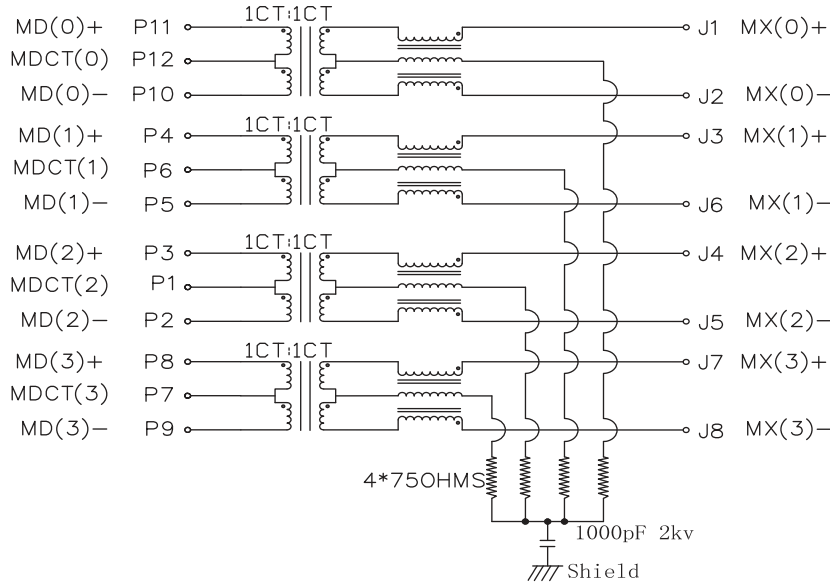 1CT:1CT
MD(0)+ P11 J1 MX(0)+
MDCT(0) P12
MD(0)- P10 J2 MX(0)-
1CT:1CT
MD(1)+ P4 J3 MX(1)+
MDCT(1) P6
MD(1)- P5 J6 MX(1)-
1CT:1CT
MD(2)+ P3 J4 MX(2)+
MDCT(2) P1
MD(2)- P2 J5 MX(2)-
1CT:1CT
MD(3)+ P8 J7 MX(3)+
MDCT(3) P7
MD(3)- P9 J8 MX(3)-
4*75OHMS
1000pF 2kv
Shield